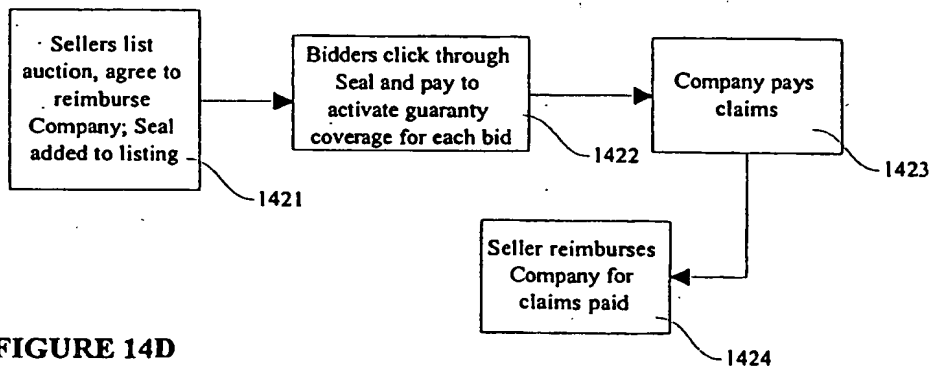 Sellers list
auction, agree to
reimburse
Company; Seal
added to listing
1421
Bidders click through
Seal and pay to
activate guaranty
coverage for each bid
1422
Company pays
claims
1423
Seller reimburses
Company for
claims paid
1424
FIGURE 14D